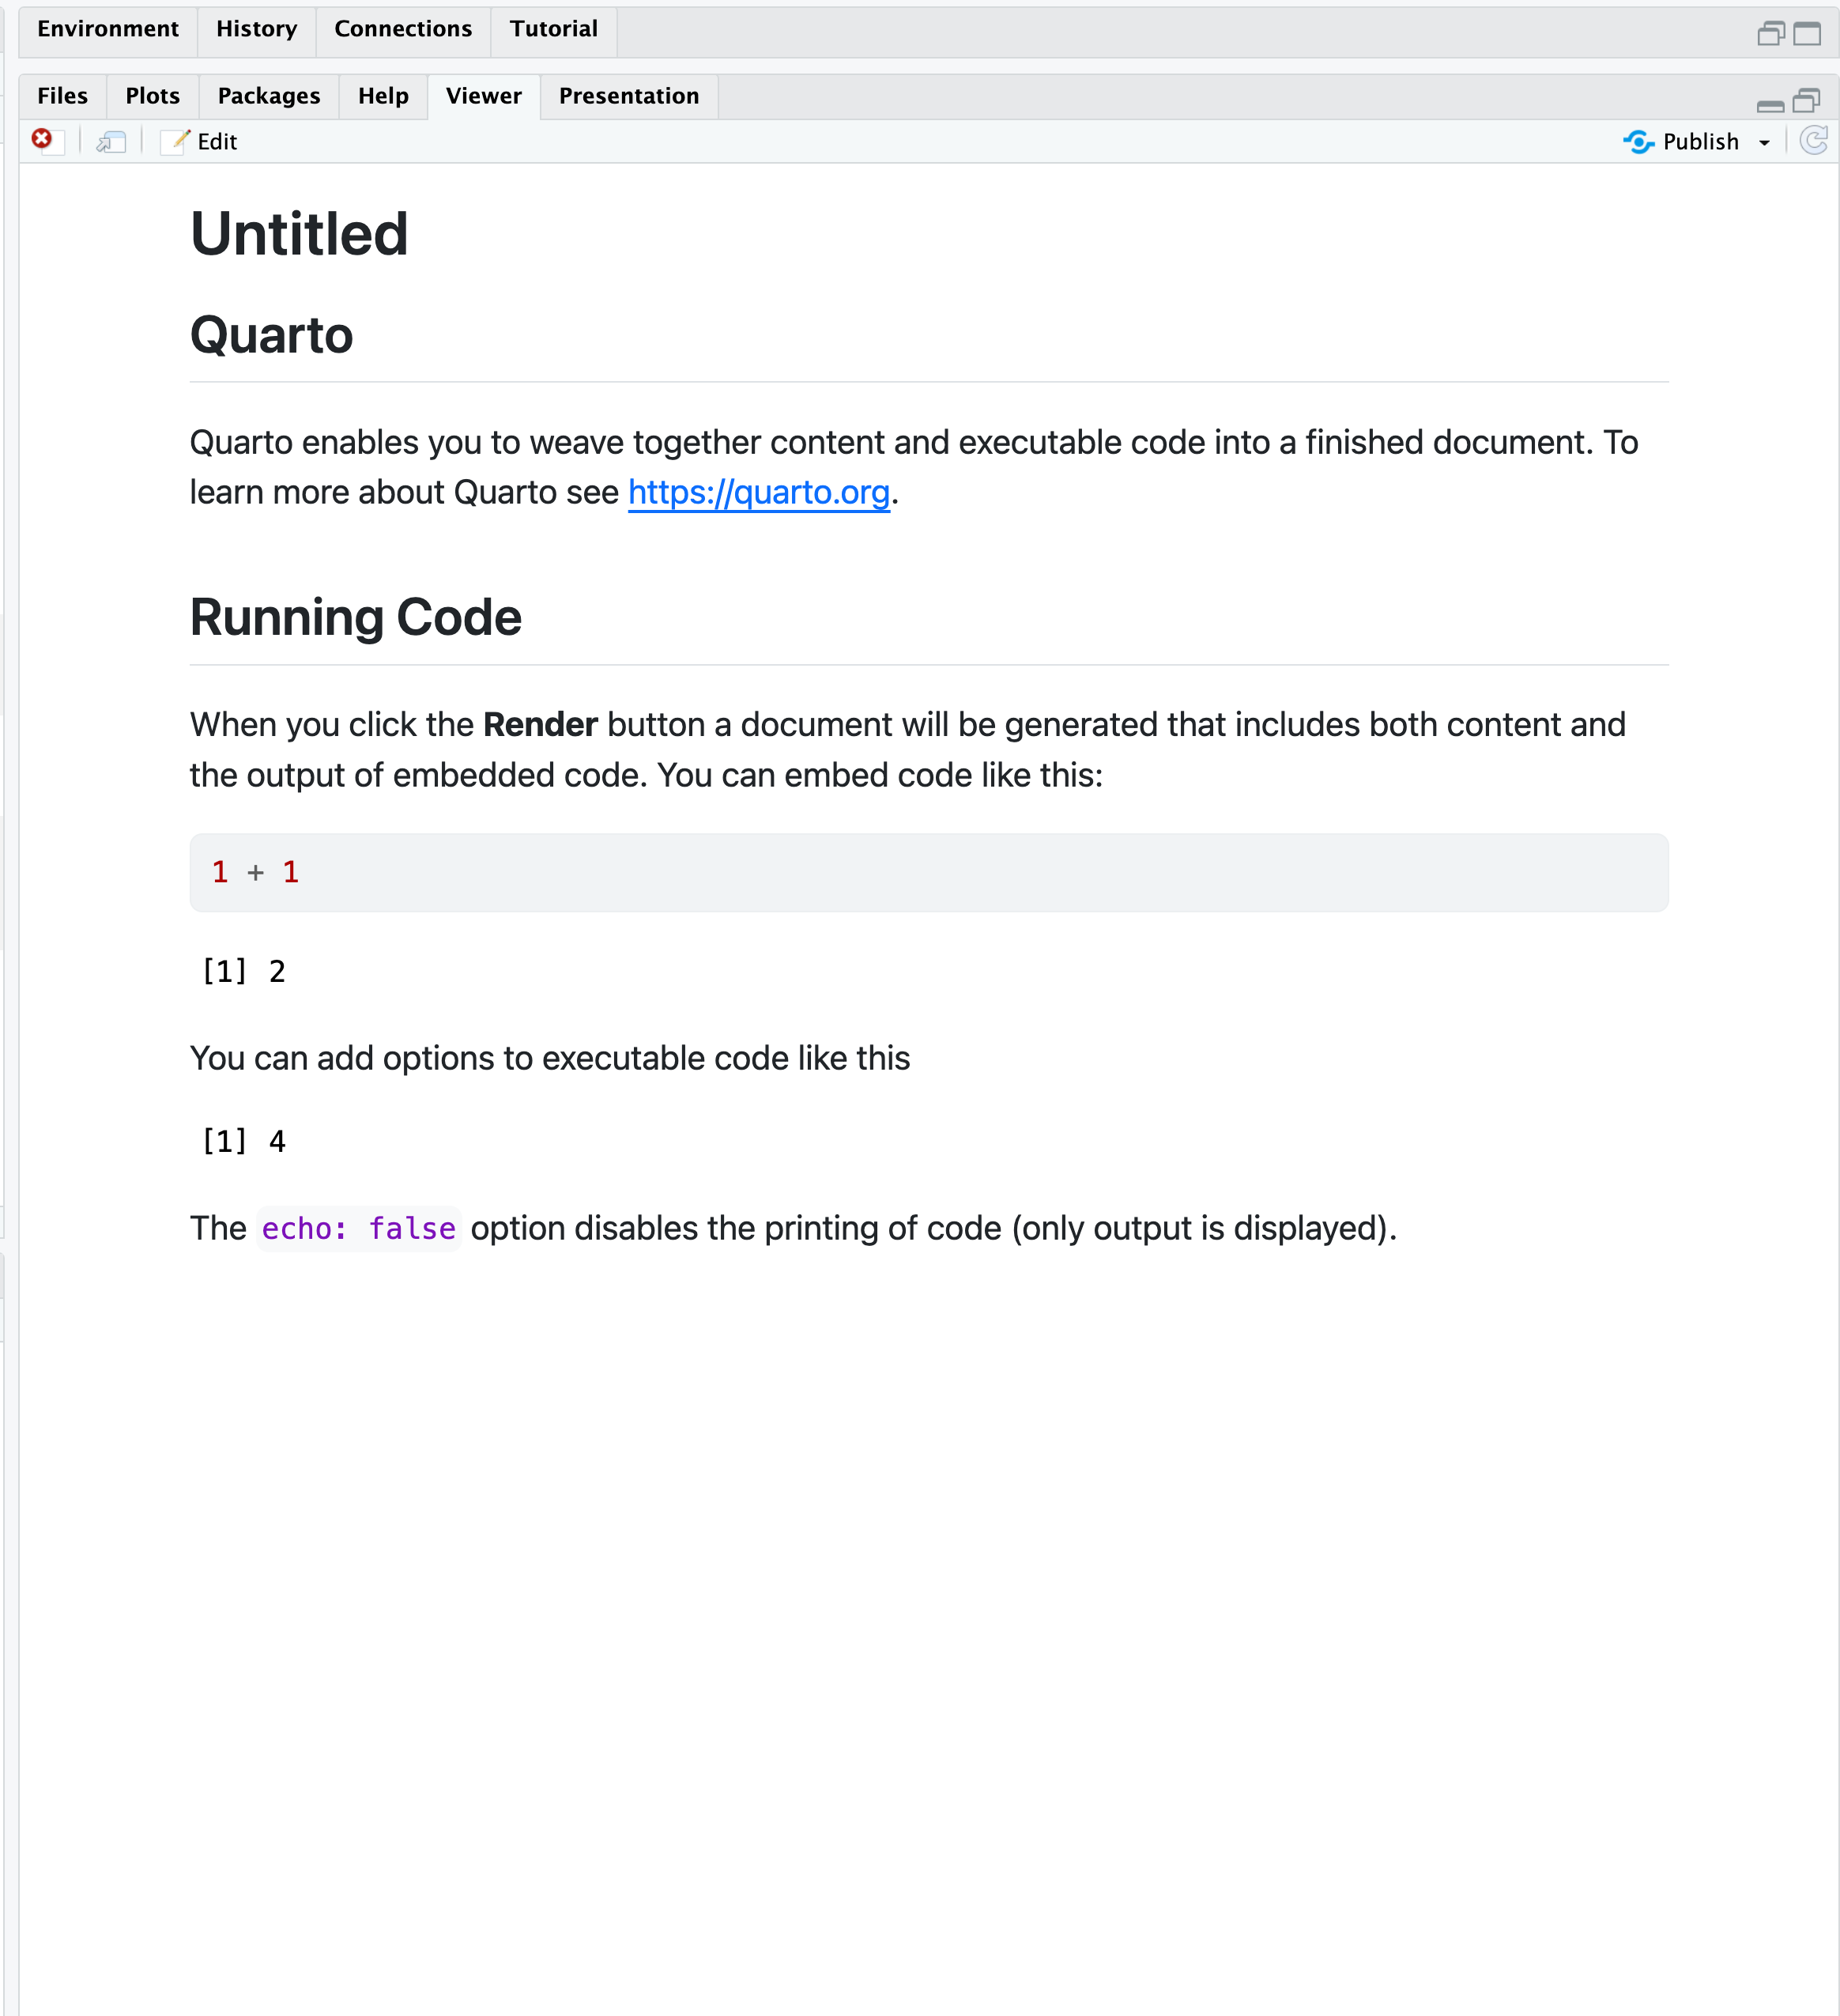 Environment History Connections Tutorial
Files Plots Packages Help Viewer Presentation
Edit Publish
Untitled
Quarto
Quarto enables you to weave together content and executable code into a finished document. To
learn more about Quarto see https://quarto.org.
Running Code
When you click the Render button a document will be generated that includes both content and
the output of embedded code. You can embed code like this:
1 + 1
[1] 2
You can add options to executable code like this
[1] 4
The echo: false option disables the printing of code (only output is displayed).